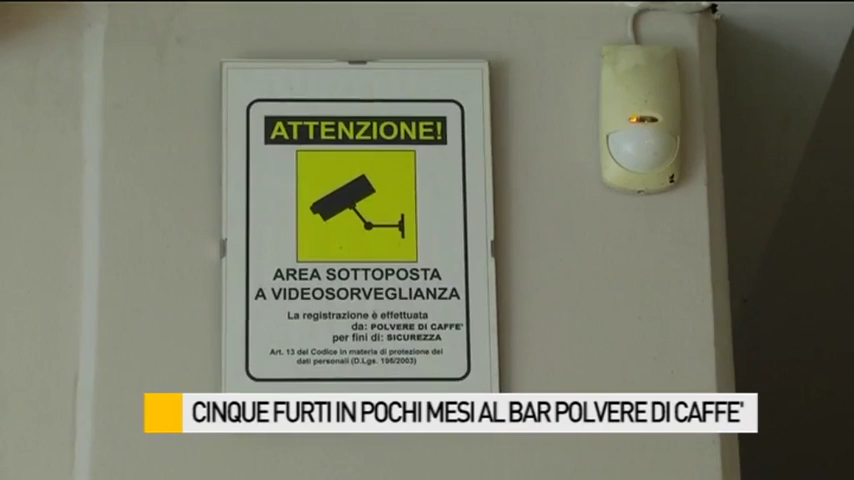 ATTENZIONE!
AREA SOTTOPOSTA
A VIDEOSORVEGLIANZA
La registrazione è effettuata
da: POLVERE DI CAFFE'
per fini di: SICUREZZA
Art. 13 del Codice in materia di protezione dei
dati personali (D.Lgs. 196/2003)
CINQUE FURTI IN POCHI MESI AL BAR POLVERE DI CAFFE'